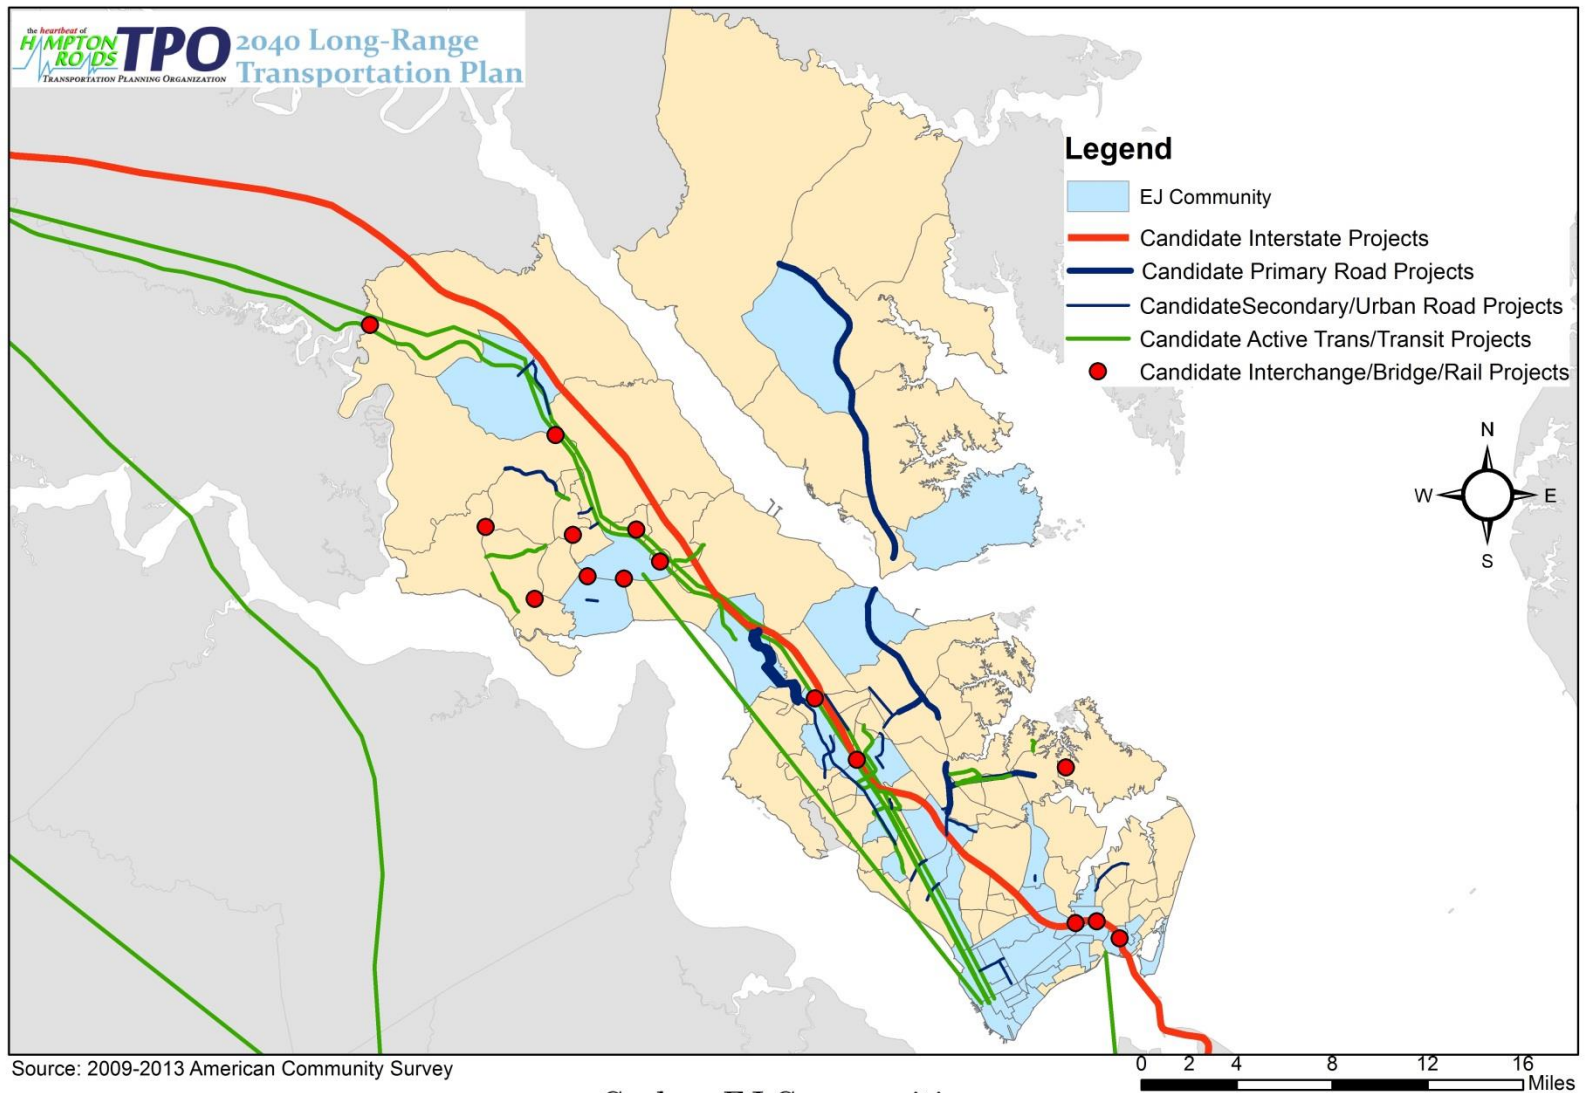 the heartbeat of
HAMPTON
ROADS
TPO
TRANSPORTATION PLANNING ORGANIZATION
2040 Long-Range
Transportation Plan
Legend
EJ Community
Candidate Interstate Projects
Candidate Primary Road Projects
CandidateSecondary/Urban Road Projects
Candidate Active Trans/Transit Projects
Candidate Interchange/Bridge/Rail Projects
N
W E
S
Source: 2009-2013 American Community Survey
0 2 4 8 12 16
Miles